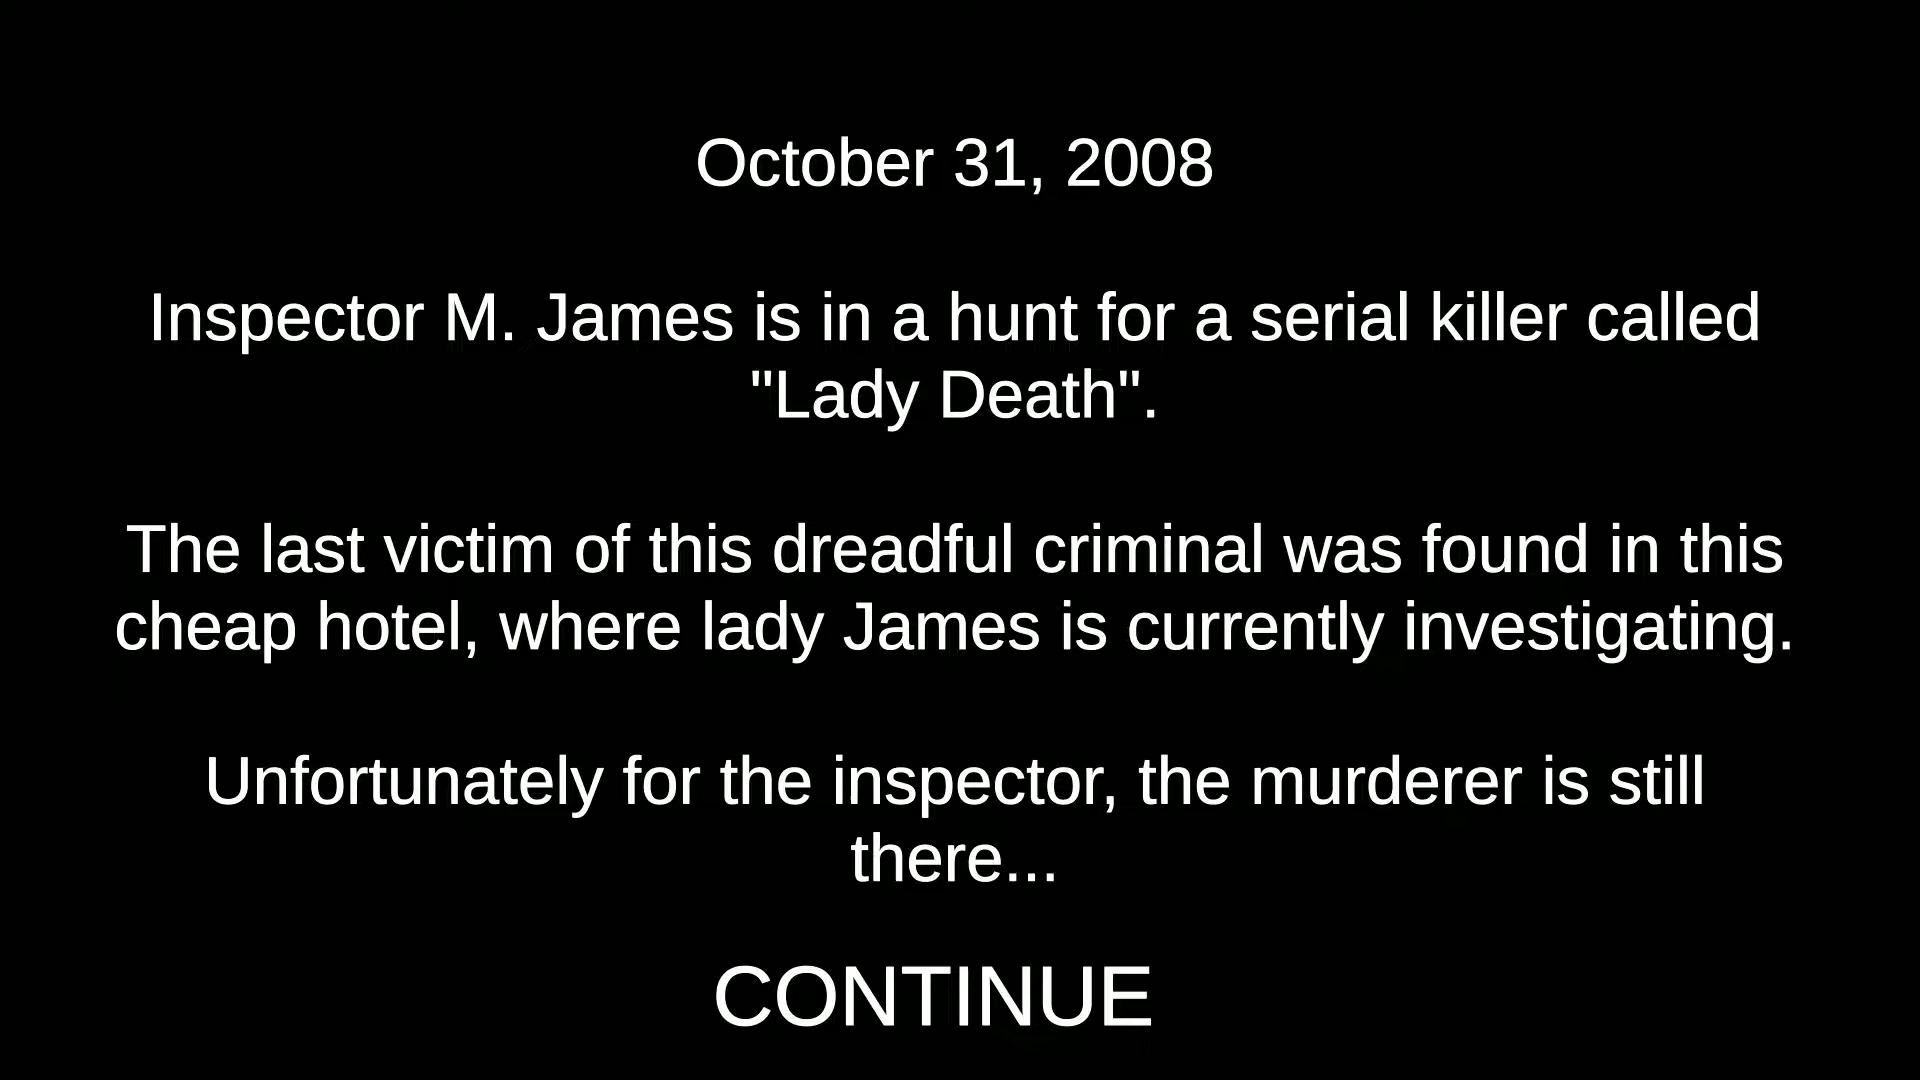 October 31, 2008
Inspector M. James is in a hunt for a serial killer called
"Lady Death".
The last victim of this dreadful criminal was found in this
cheap hotel, where lady James is currently investigating.
Unfortunately for the inspector, the murderer is still
there...
CONTINUE